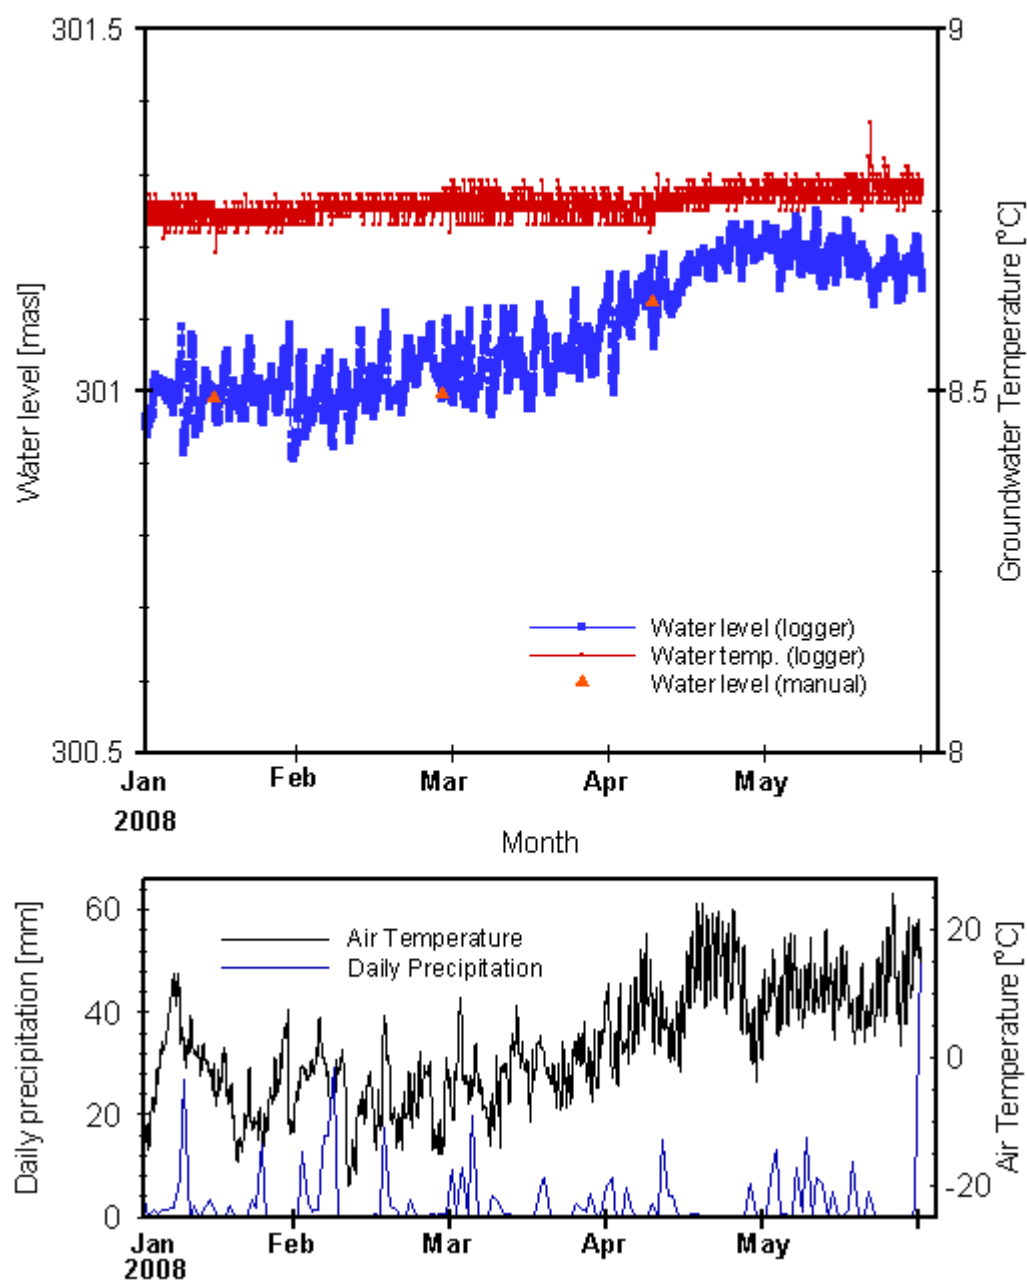 301.5
9
301
8.5
300.5
8
Water level [masl]
Groundwater Temperature [°C]
Water level (logger)
Water temp. (logger)
Water level (manual)
Jan
Feb
Mar
Apr
May
2008
Month
60
40
20
0
20
0
-20
Daily precipitation [mm]
Air Temperature [°C]
Air Temperature
Daily Precipitation
Jan
Feb
Mar
Apr
May
2008